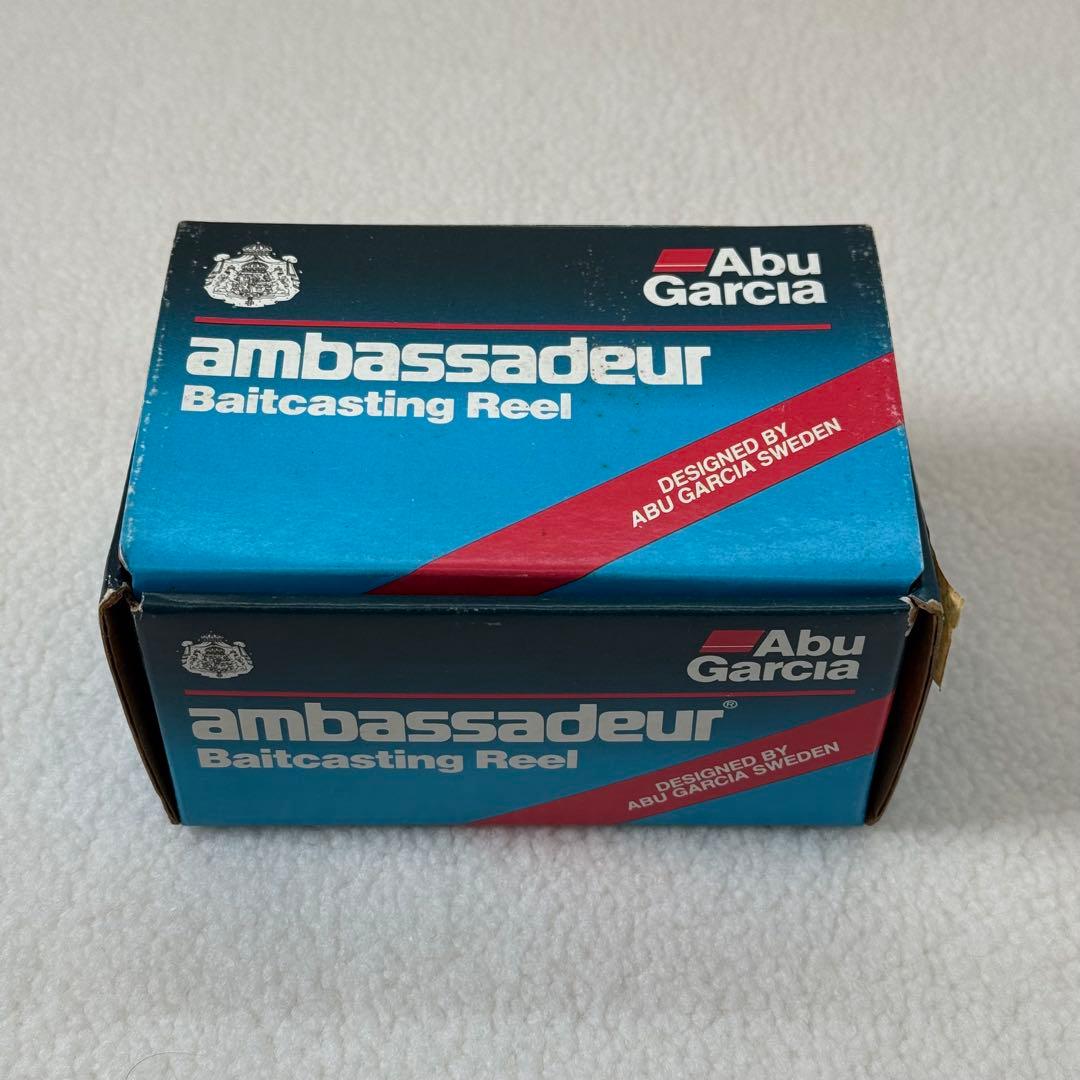 Abu
Garcia
ambassadeur
Baitcasting Reel
DESIGNED BY
ABU GARCIA SWEDEN
Abu
Garcia
ambassadeur®
Baitcasting Reel
DESIGNED BY
ABU GARCIA SWEDEN